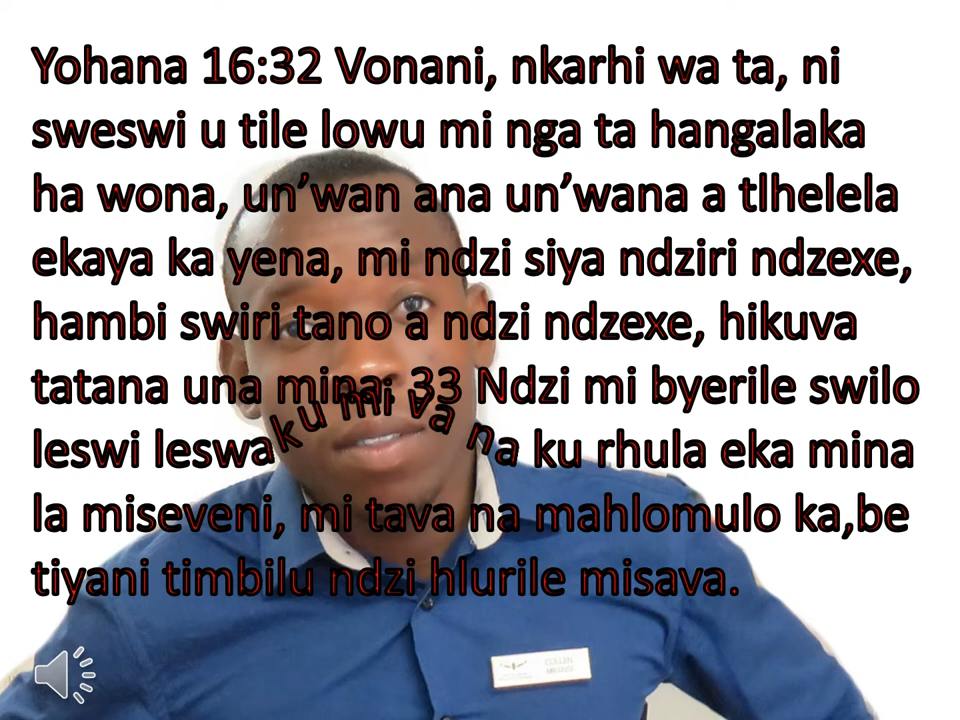 Yohana 16:32 Vonani, nkarhi wa ta, ni
sweswi u tile lowu mi nga ta hangalaka
ha wona, un’wan ana un’wana a tlhelela
ekaya ka yena, mi ndzi siya ndziri ndzexe,
hambi swiri tano a ndzi ndzexe, hikuva
tatana una mina. 33 Ndzi mi byerile swilo
leswi leswaku mi va na ku rhula eka mina
la miseveni, mi tava na mahlomulo ka,be
tiyani timbilu ndzi hlurile misava.